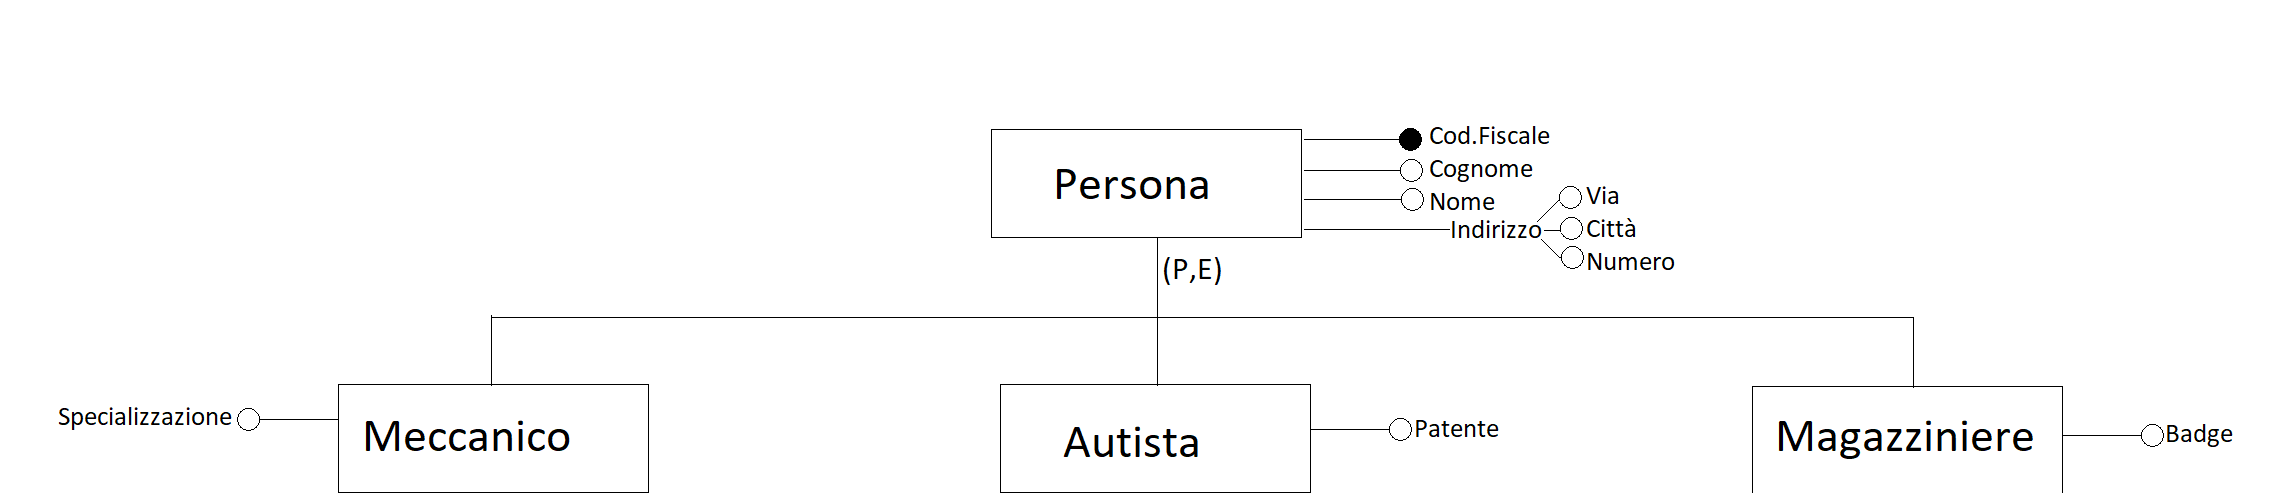 Cod.Fiscale
Persona
Cognome
Nome
Via
Indirizzo
Città
Numero
(P,E)
Specializzazione
Meccanico
Autista
Patente
Magazziniere
Badge